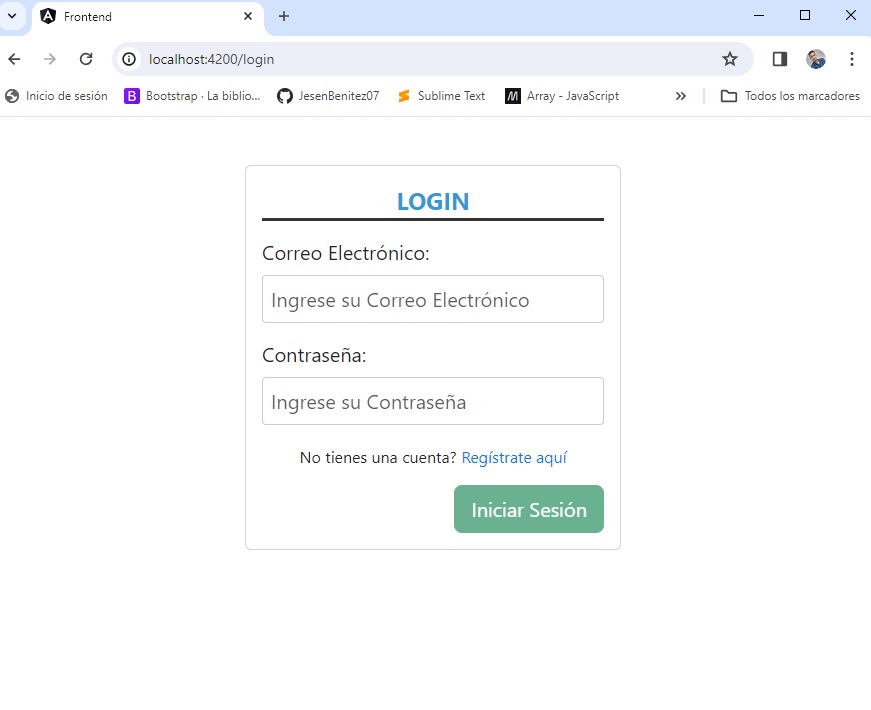 Frontend
localhost:4200/login
Inicio de sesión
B Bootstrap · La biblio...
JesenBenitez07
Sublime Text
M Array - JavaScript
Todos los marcadores
LOGIN
Correo Electrónico:
Ingrese su Correo Electrónico
Contraseña:
Ingrese su Contraseña
No tienes una cuenta? Regístrate aquí
Iniciar Sesión